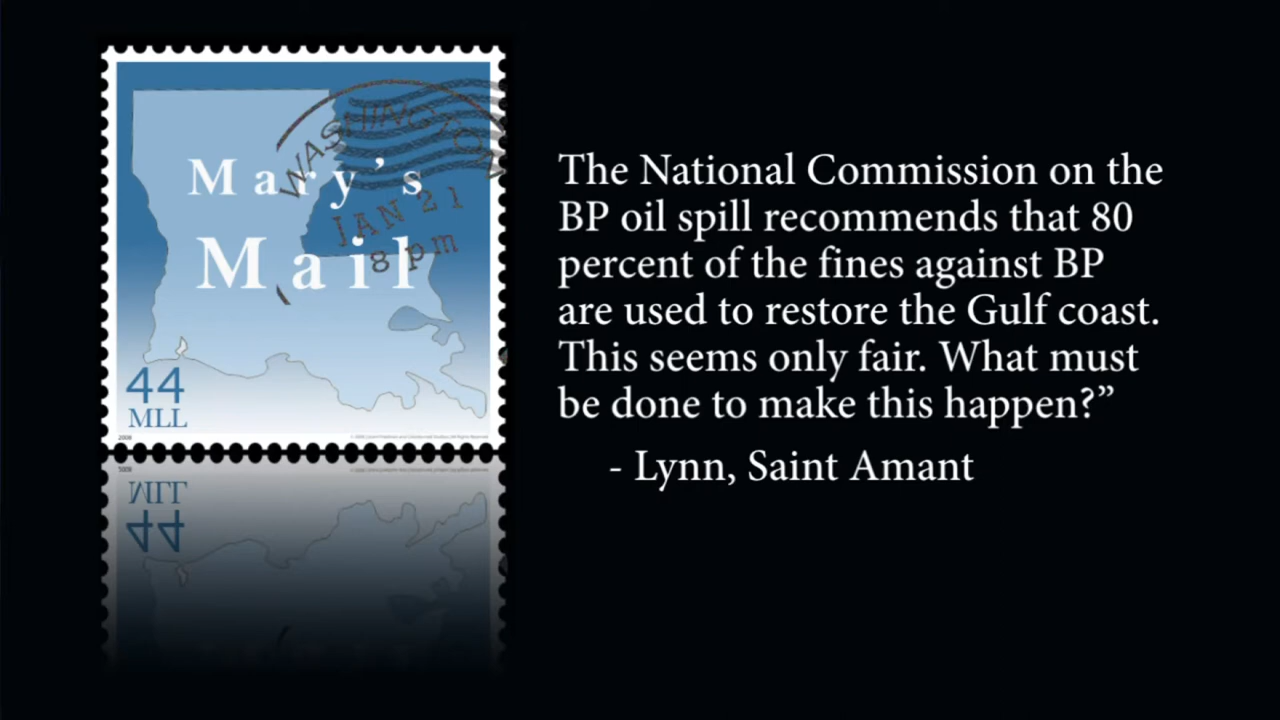 Mary's
Mail
WASHINGTON
JAN 21
8 pm
44
MLL
2008
The National Commission on the
BP oil spill recommends that 80
percent of the fines against BP
are used to restore the Gulf coast.
This seems only fair. What must
be done to make this happen?”
- Lynn, Saint Amant